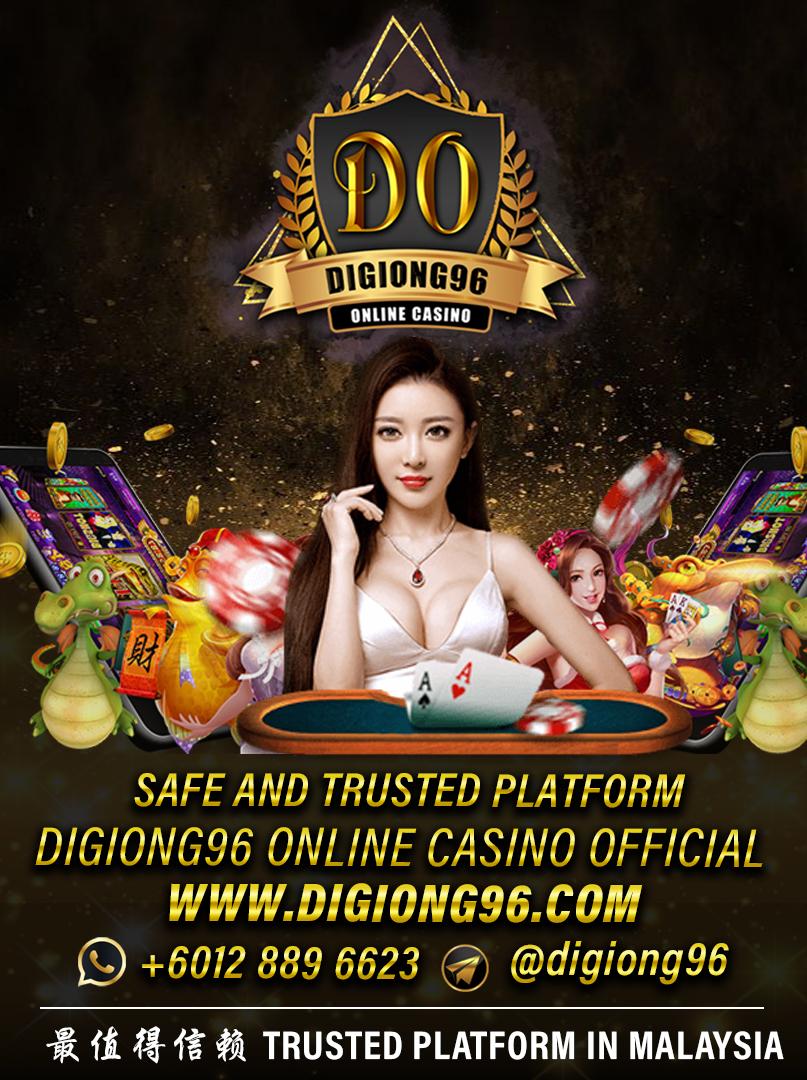 DO
DIGIONG96
ONLINE CASINO
財
A
A
A K
SAFE AND TRUSTED PLATFORM
DIGIONG96 ONLINE CASINO OFFICIAL
WWW.DIGIONG96.COM
+6012 889 6623 @digiong96
最值得信赖 TRUSTED PLATFORM IN MALAYSIA